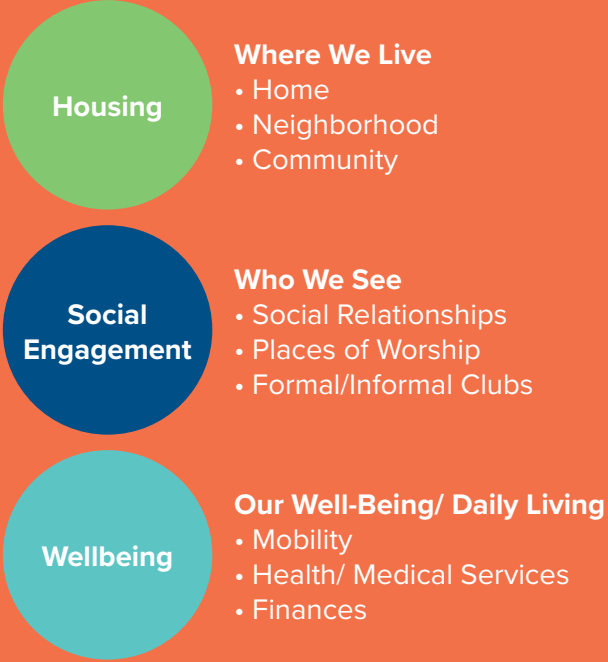 Housing
Where We Live
• Home
• Neighborhood
• Community
Social
Engagement
Who We See
• Social Relationships
• Places of Worship
• Formal/Informal Clubs
Wellbeing
Our Well-Being/ Daily Living
• Mobility
• Health/ Medical Services
• Finances